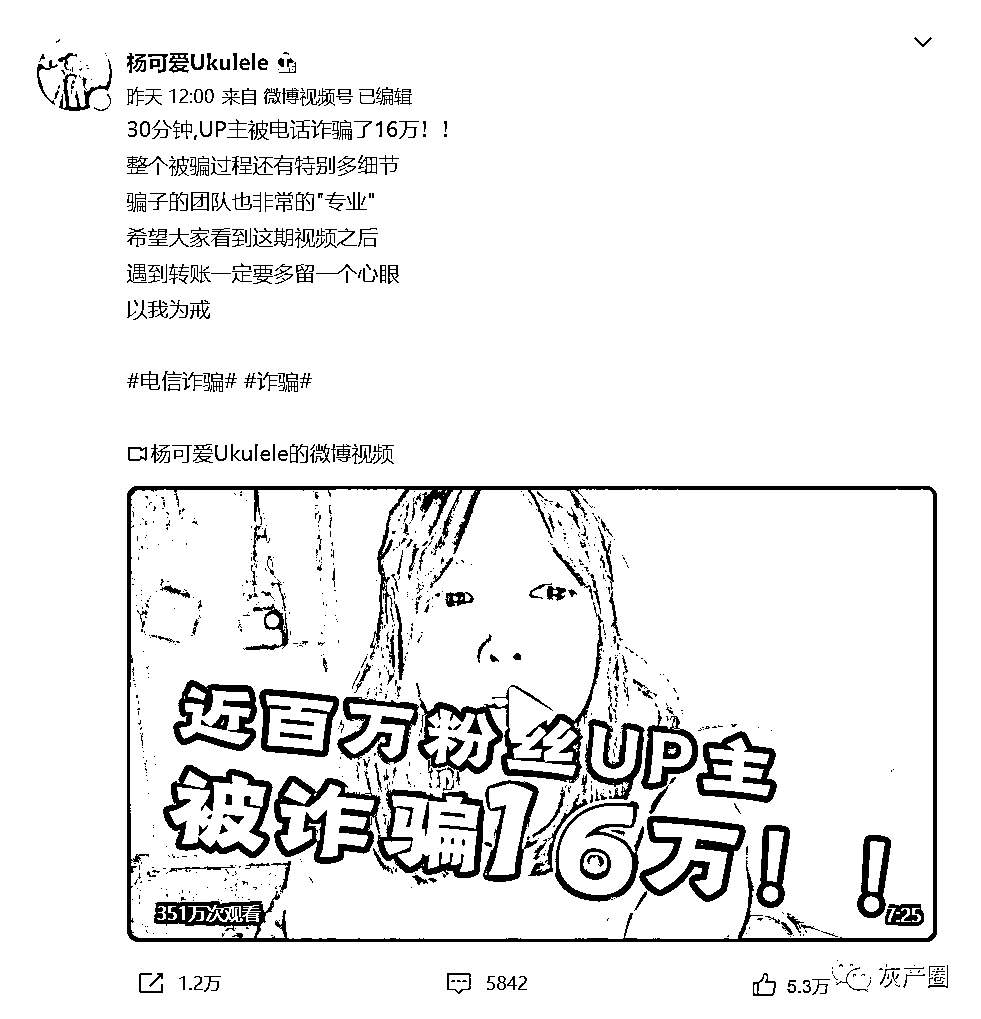 杨可爱Ukulele
昨天 12:00 来自 微博视频号 已编辑
30分钟,UP主被电话诈骗了16万！！
整个被骗过程还有特别多细节
骗子的团队也非常的"专业"
希望大家看到这期视频之后
遇到转账一定要多留一个心眼
以我为戒
#电信诈骗# #诈骗#
杨可爱Ukulele的微博视频
近百万粉丝UP主
被诈骗16万！！
351万次观看
7:25
1.2万
5842
5.3万
灰产圈